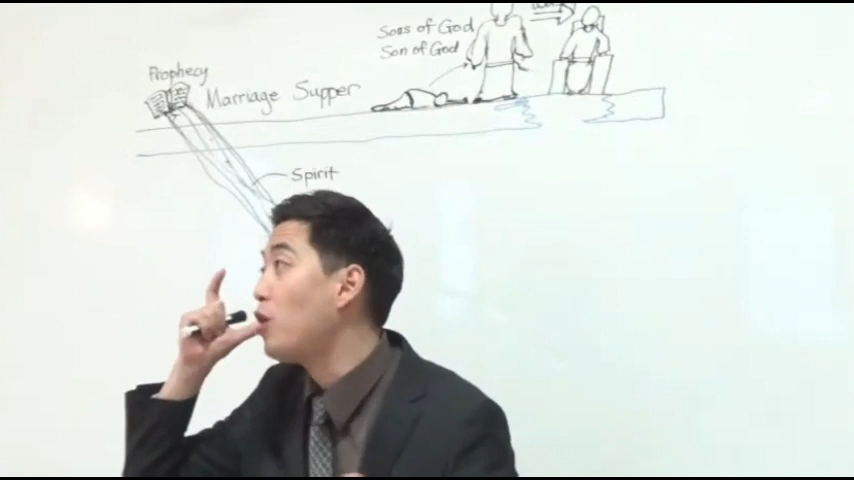 Sons of God
Son of God
Prophecy
Marriage Supper
Spirit